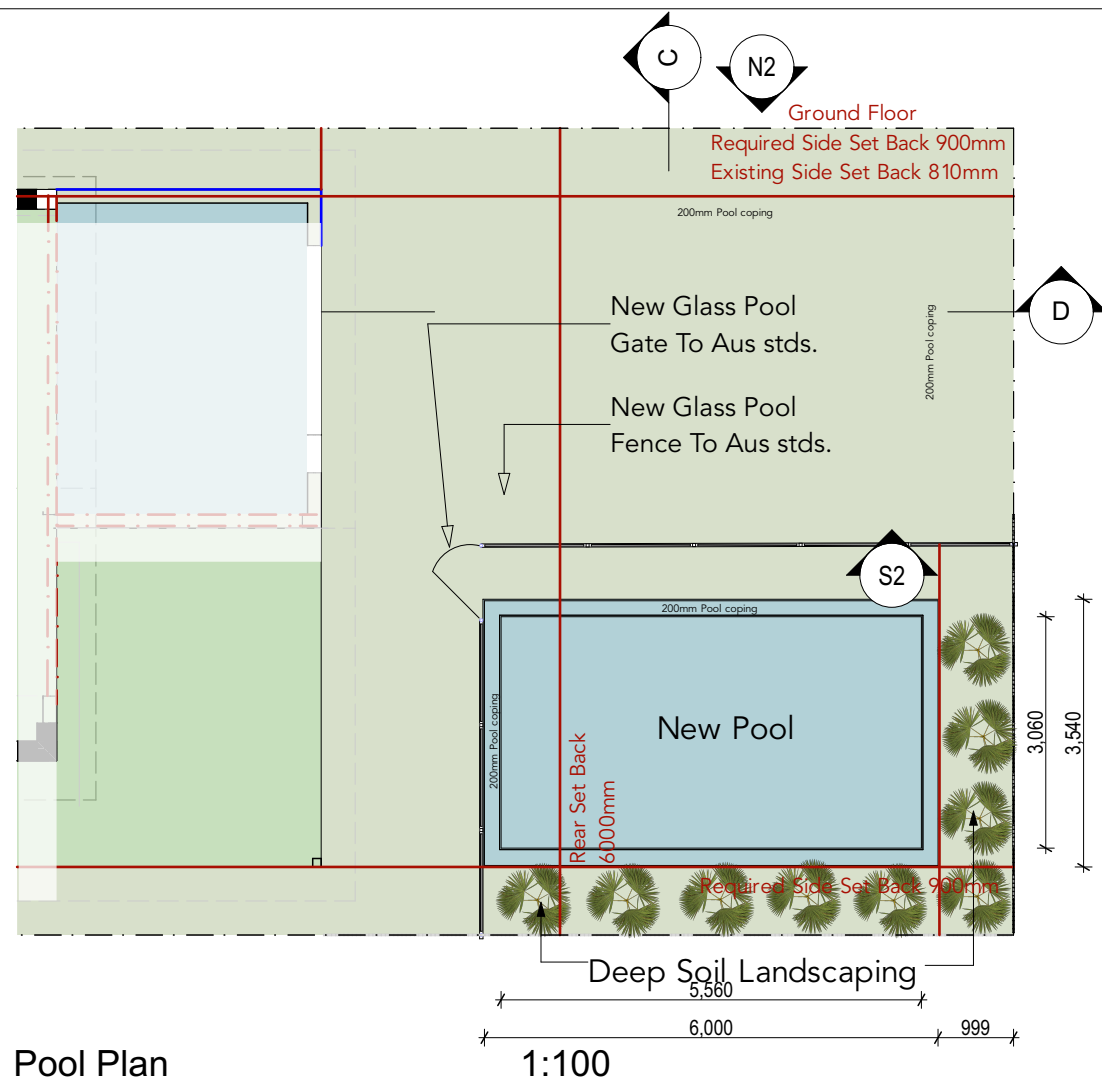 C
N2
Ground Floor
Required Side Set Back 900mm
Existing Side Set Back 810mm
200mm Pool coping
New Glass Pool
Gate To Aus stds.
200mm Pool coping
D
New Glass Pool
Fence To Aus stds.
S2
200mm Pool coping
200mm Pool coping
New Pool
3,060
3,540
Rear Set Back
6000mm
Required Side Set Back 900mm
Deep Soil Landscaping
5,560
6,000
999
Pool Plan
1:100